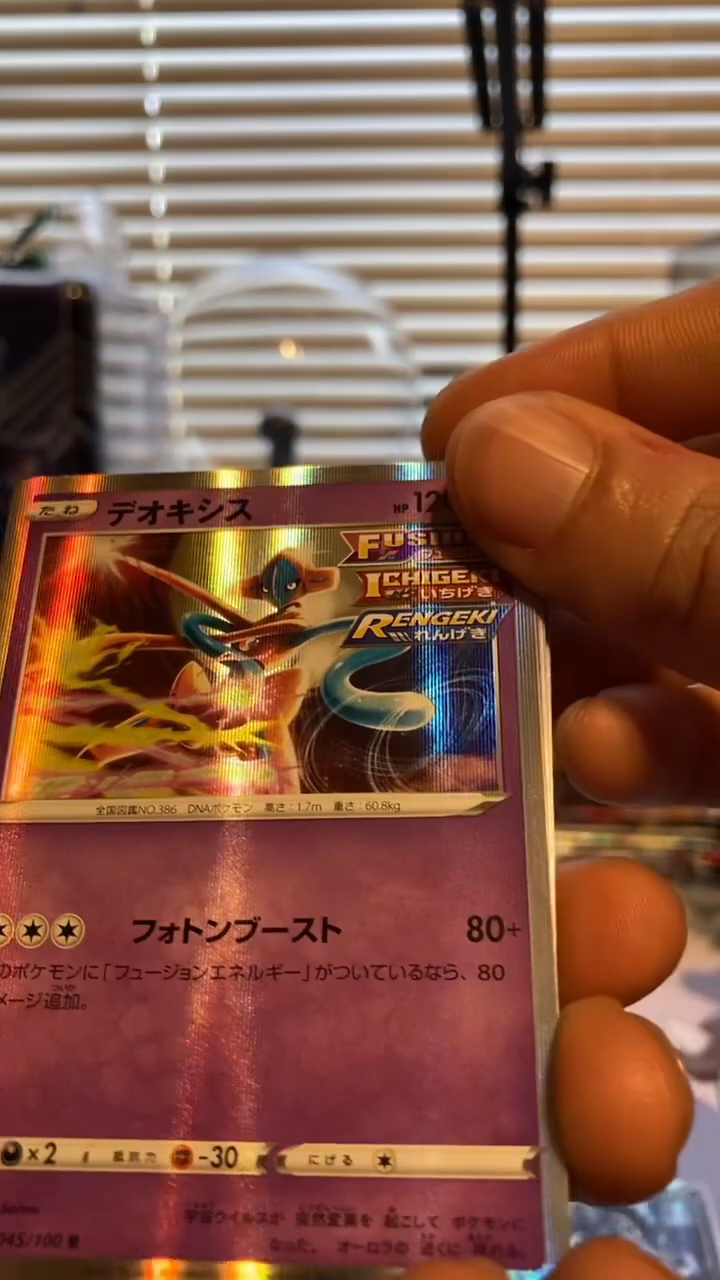 たね デオキシス HP 12
FUSIO
ICHIGEKI
いちげき
RENGEKI
れんげき
全国図鑑NO.386 DNAポケモン 高さ:1.7m 重さ:60.8kg
フォトンブースト 80+
のポケモンに「フュージョンエネルギー」がついているなら、80
メージ追加。
×2 抵抗力 -30 にげる
宇宙ウイルスが 突然変異を 起こして ポケモンに
045/100 なった。 オーロラの 近くに 現れる。